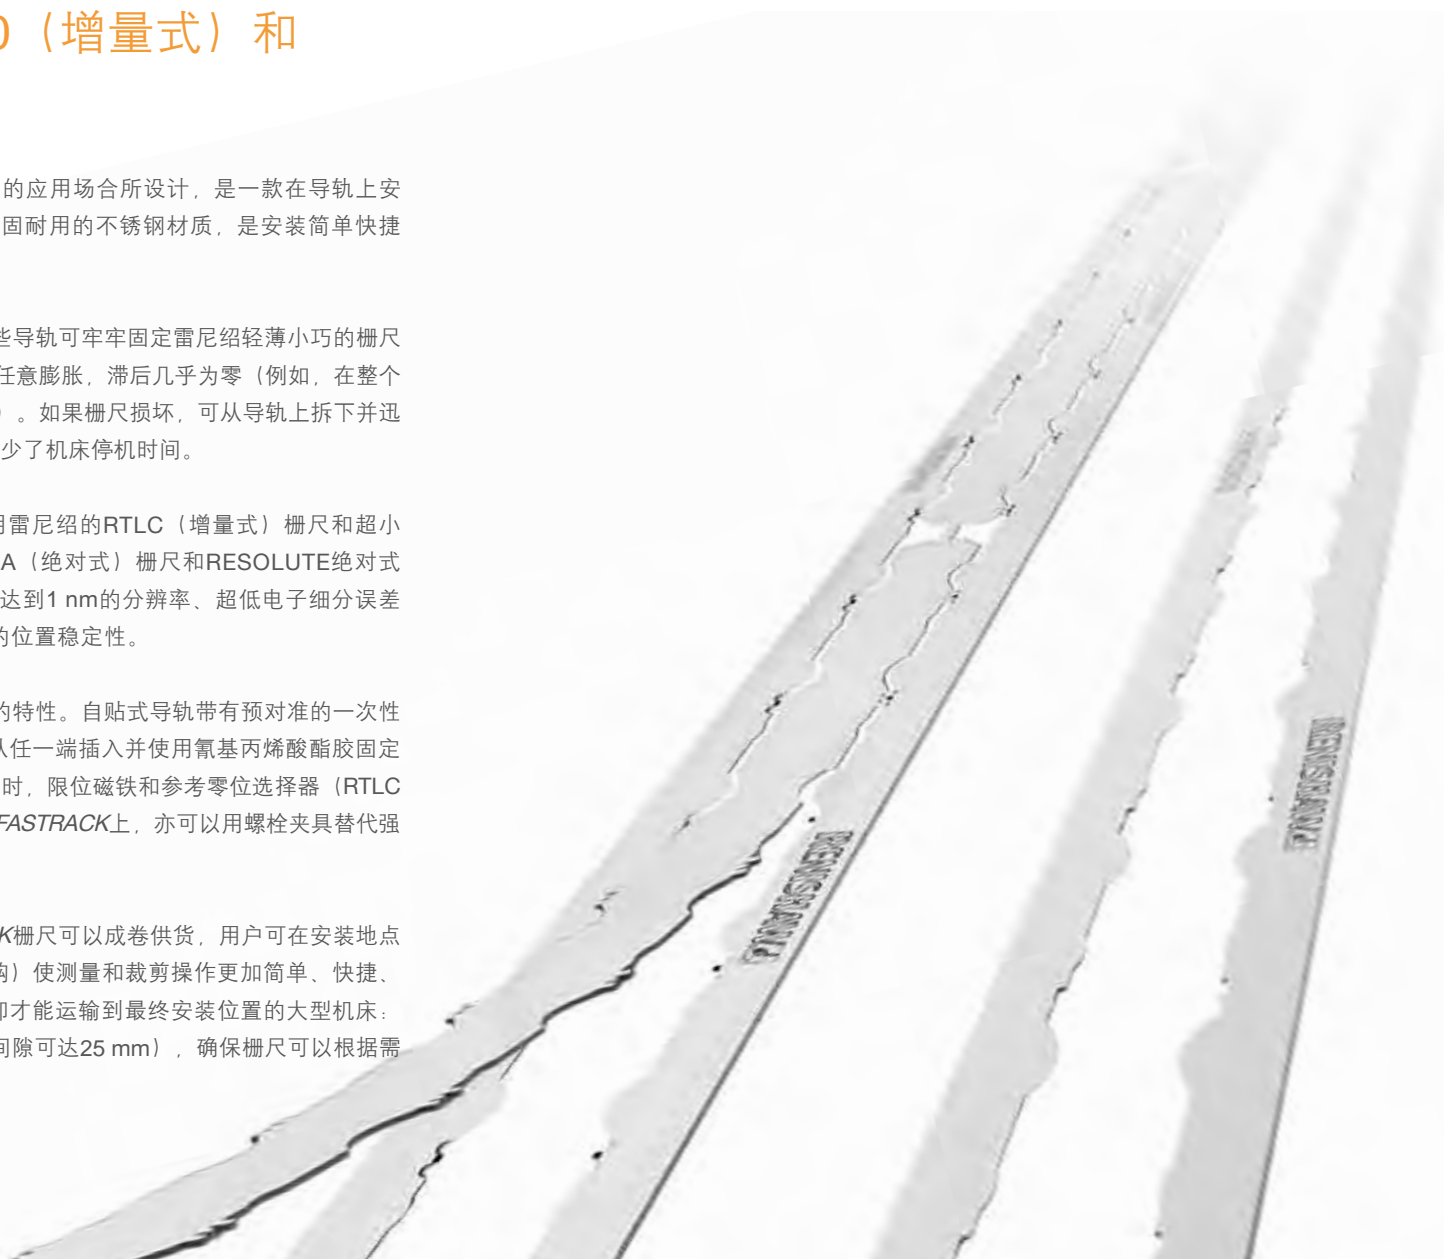 0（增量式）和
的应用场合所设计，是一款在导轨上安
固耐用的不锈钢材质，是安装简单快捷
些导轨可牢牢固定雷尼绍轻薄小巧的栅尺
任意膨胀，滞后几乎为零（例如，在整个
）。如果栅尺损坏，可从导轨上拆下并迅
少了机床停机时间。
用雷尼绍的RTLC（增量式）栅尺和超小
A（绝对式）栅尺和RESOLUTE绝对式
达到1 nm的分辨率、超低电子细分误差
的位置稳定性。
的特性。自贴式导轨带有预对准的一次性
从任一端插入并使用氰基丙烯酸酯胶固定
时，限位磁铁和参考零位选择器（RTLC
FASTRACK上，亦可以用螺栓夹具替代强
K栅尺可以成卷供货，用户可在安装地点
购）使测量和裁剪操作更加简单、快捷、
卸才能运输到最终安装位置的大型机床：
间隙可达25 mm），确保栅尺可以根据需
RENISHAW
RENISHAW